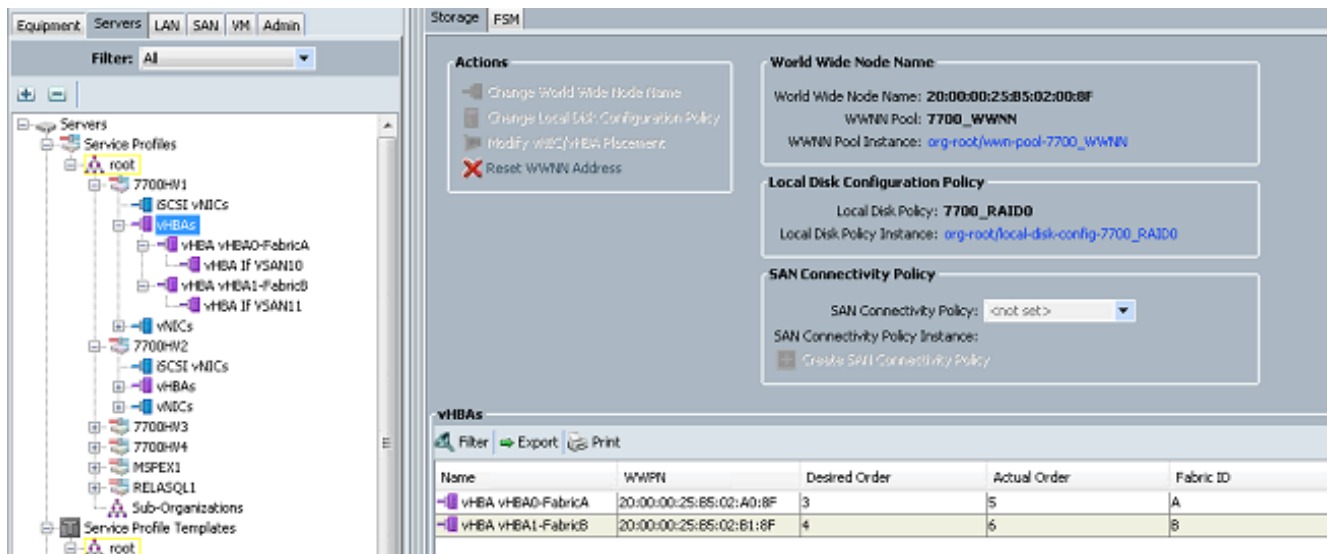 Equipment Servers LAN SAN VM Admin
Filter: All
Servers
Service Profiles
root
7700HV1
iSCSI vNICs
vHBAs
vHBA vHBA0-FabricA
vHBA If VSAN10
vHBA vHBA1-FabricB
vHBA If VSAN11
vNICs
7700HV2
iSCSI vNICs
vHBAs
vNICs
7700HV3
7700HV4
MSPEX1
RELASQL1
Sub-Organizations
Service Profile Templates
root
Storage FSM
Actions
Change World Wide Node Name
Change Local Disk Configuration Policy
Modify vNIC/vHBA Placement
Reset WWNN Address
World Wide Node Name
World Wide Node Name: 20:00:00:25:B5:02:00:8F
WWNN Pool: 7700_WWNN
WWNN Pool Instance: org-root/wwn-pool-7700_WWNN
Local Disk Configuration Policy
Local Disk Policy: 7700_RAID0
Local Disk Policy Instance: org-root/local-disk-config-7700_RAID0
SAN Connectivity Policy
SAN Connectivity Policy: <not set>
SAN Connectivity Policy Instance:
Create SAN Connectivity Policy
vHBAs
Filter Export Print
Name WWPN Desired Order Actual Order Fabric ID
vHBA vHBA0-FabricA 20:00:00:25:B5:02:A0:8F 3 5 A
vHBA vHBA1-FabricB 20:00:00:25:B5:02:B1:8F 4 6 B